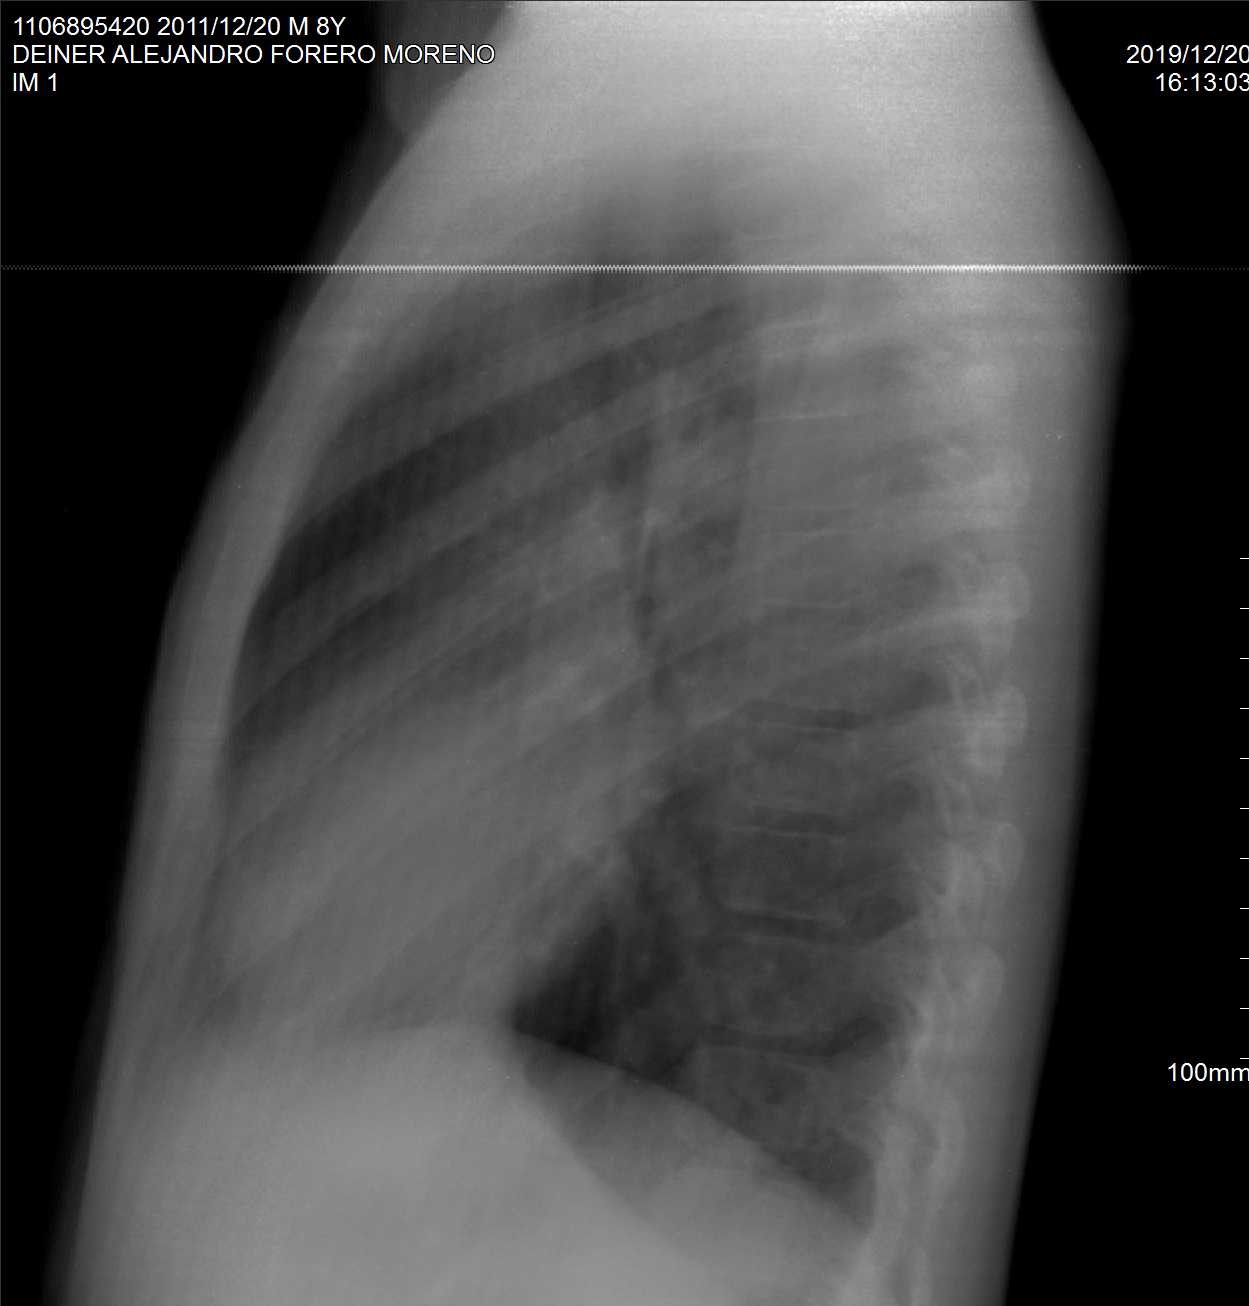 1106895420 2011/12/20 M 8Y
DEINER ALEJANDRO FORERO MORENO
IM 1
2019/12/20
16:13:03
100mm